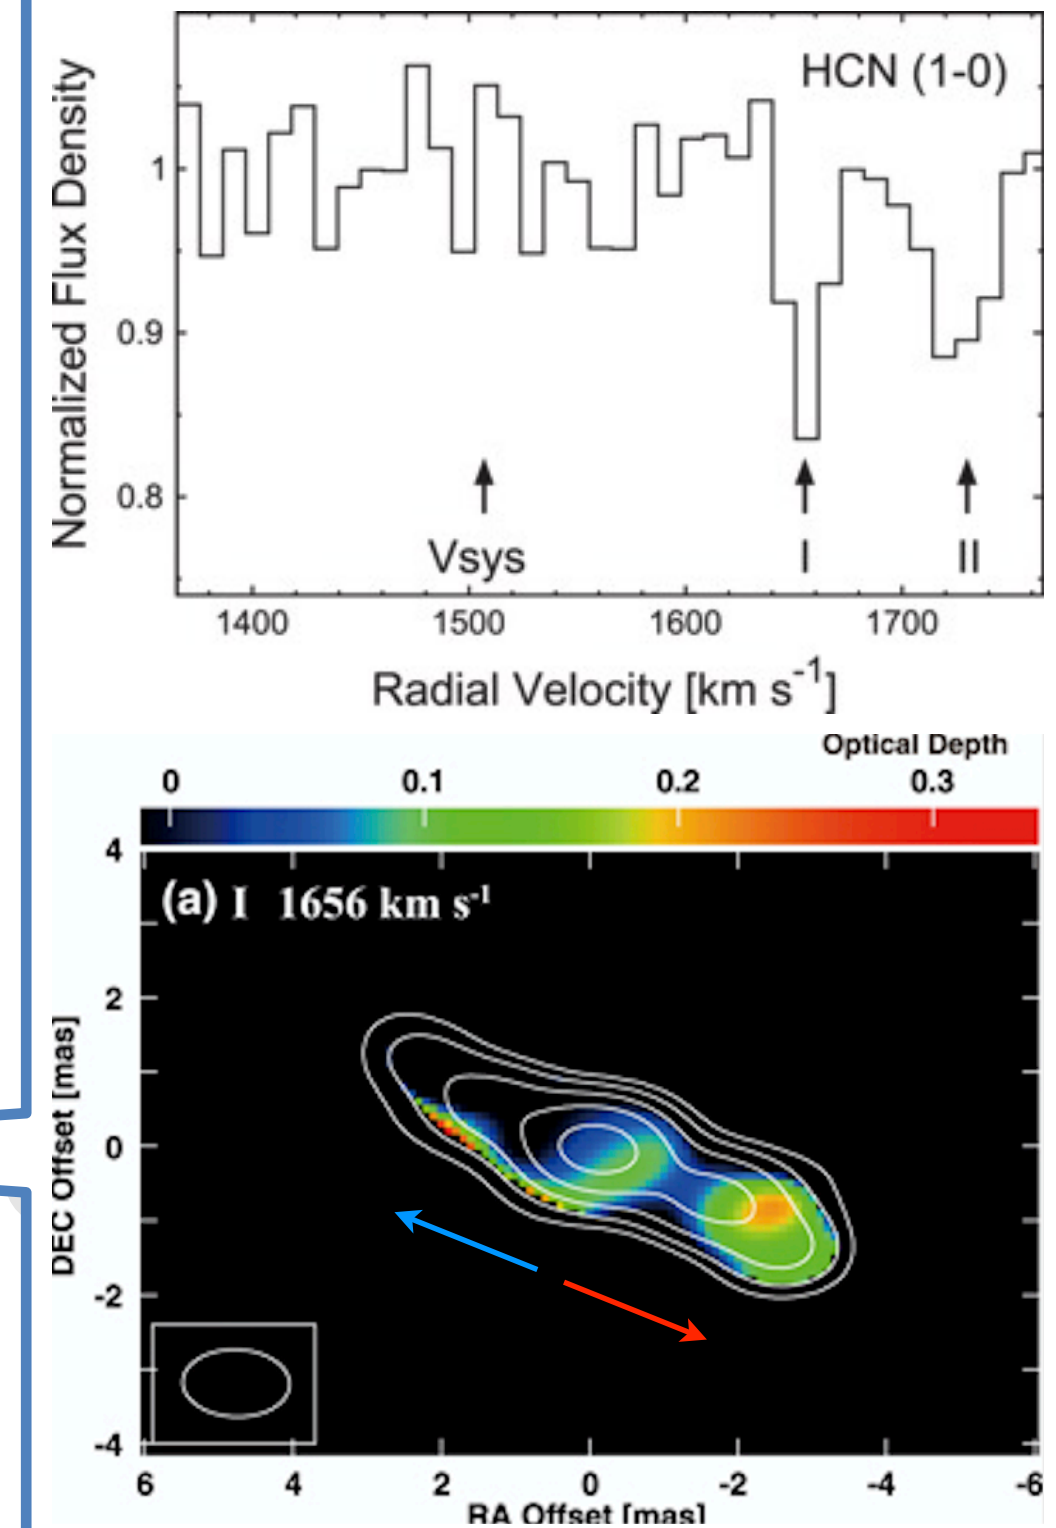 HCN (1-0)
Normalized Flux Density
1
0.9
0.8
Vsys
I
II
1400 1500 1600 1700
Radial Velocity [km s-1]
Optical Depth
0 0.1 0.2 0.3
(a) I 1656 km s-1
DEC Offset [mas]
4
2
0
-2
-4
6 4 2 0 -2 -4 -6
RA Offset [mas]